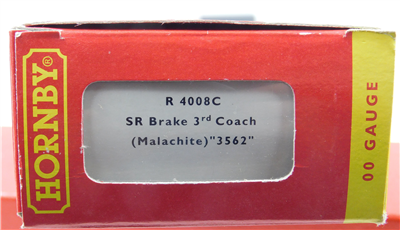 HORNBY®
R 4008C
SR Brake 3rd Coach
(Malachite)"3562"
00 GAUGE